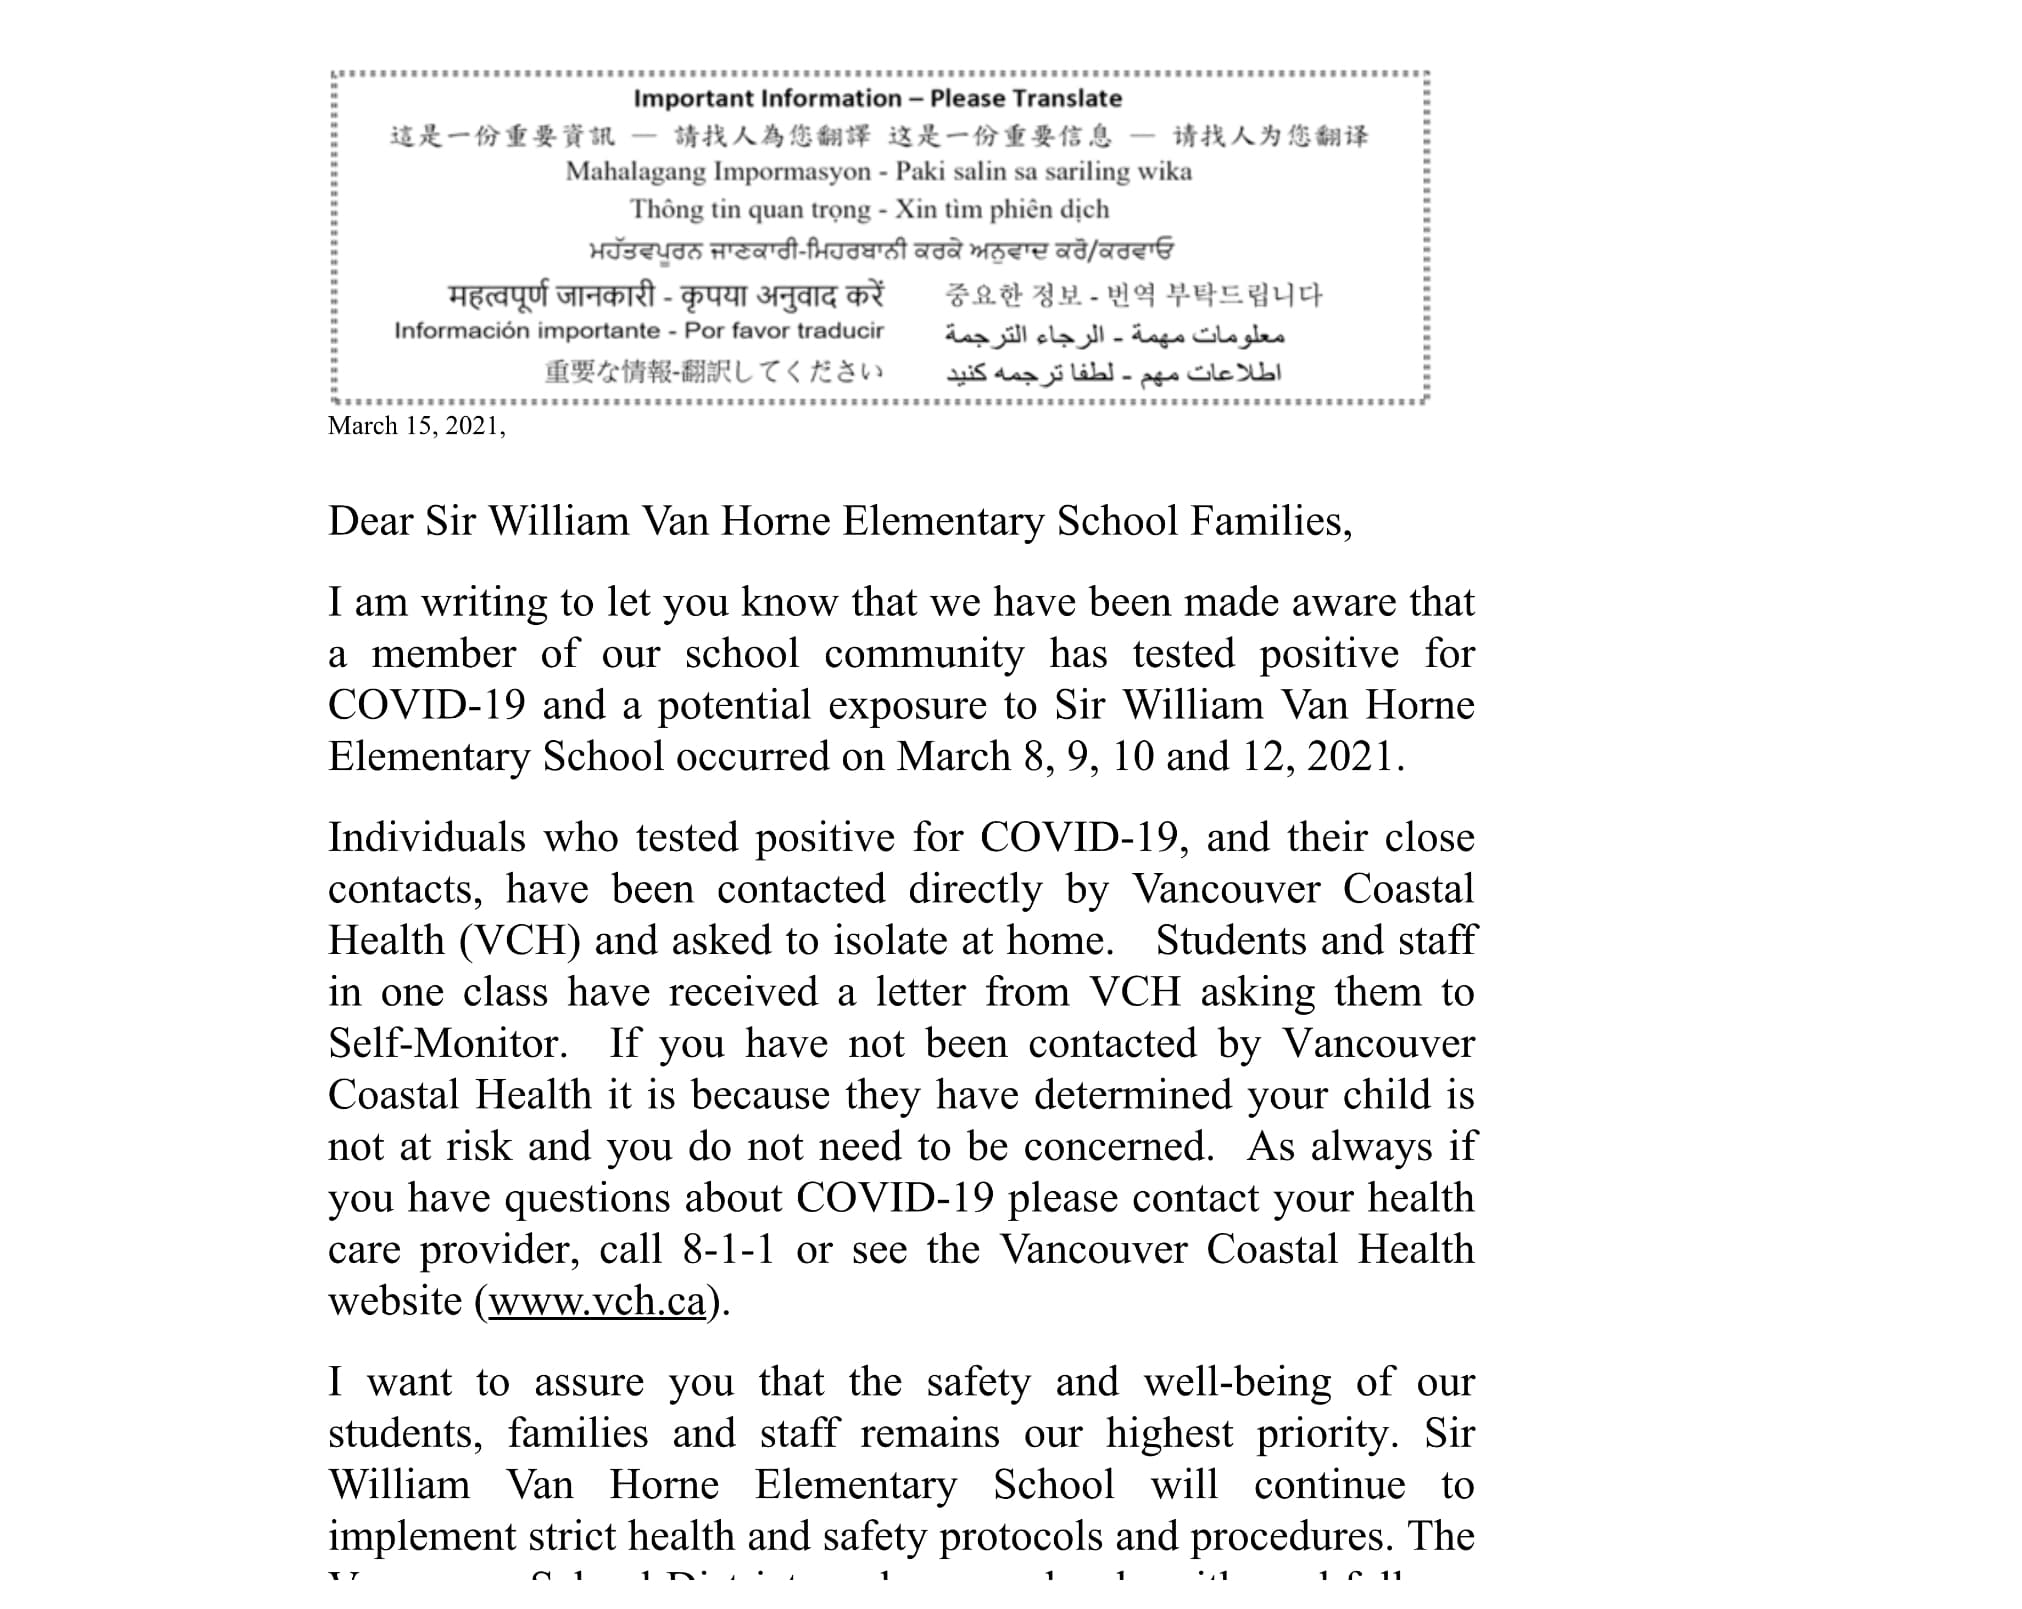 Important Information – Please Translate
這是一份重要資訊 — 請找人為您翻譯 这是一份重要信息 — 请找人为您翻译
Mahalagang Impormasyon - Paki salin sa sariling wika
Thông tin quan trọng - Xin tìm phiên dịch
ਮਹੱਤਵਪੂਰਨ ਜਾਣਕਾਰੀ-ਮਿਹਰਬਾਨੀ ਕਰਕੇ ਅਨੁਵਾਦ ਕਰੋ/ਕਰਵਾਓ
महत्वपूर्ण जानकारी - कृपया अनुवाद करें 중요한 정보 - 번역 부탁드립니다
Información importante - Por favor traducir معلومات مهمة - الرجاء الترجمة
重要な情報-翻訳してください اطلاعات مهم - لطفا ترجمه کنید
March 15, 2021,
Dear Sir William Van Horne Elementary School Families,
I am writing to let you know that we have been made aware that
a member of our school community has tested positive for
COVID-19 and a potential exposure to Sir William Van Horne
Elementary School occurred on March 8, 9, 10 and 12, 2021.
Individuals who tested positive for COVID-19, and their close
contacts, have been contacted directly by Vancouver Coastal
Health (VCH) and asked to isolate at home. Students and staff
in one class have received a letter from VCH asking them to
Self-Monitor. If you have not been contacted by Vancouver
Coastal Health it is because they have determined your child is
not at risk and you do not need to be concerned. As always if
you have questions about COVID-19 please contact your health
care provider, call 8-1-1 or see the Vancouver Coastal Health
website (www.vch.ca).
I want to assure you that the safety and well-being of our
students, families and staff remains our highest priority. Sir
William Van Horne Elementary School will continue to
implement strict health and safety protocols and procedures. The